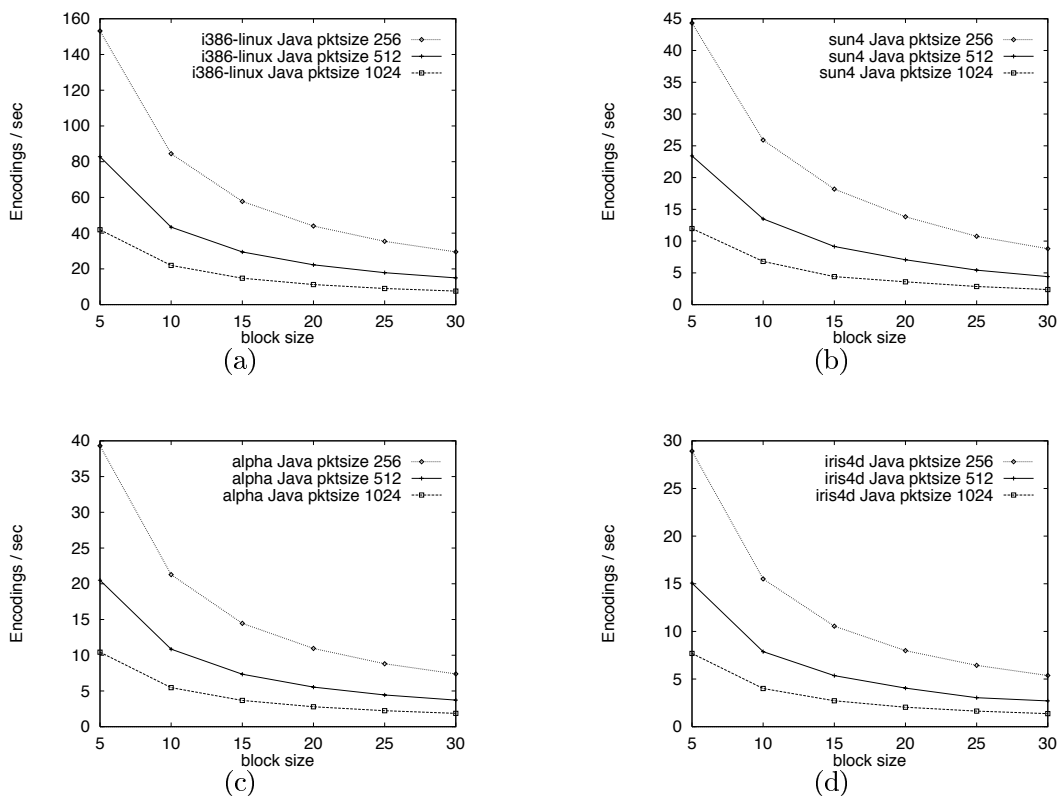 160
140
120
100
80
60
40
20
0
Encodings / sec
i386-linux Java pktsize 256
i386-linux Java pktsize 512
i386-linux Java pktsize 1024
5 10 15 20 25 30
block size
(a)
45
40
35
30
25
20
15
10
5
0
Encodings / sec
sun4 Java pktsize 256
sun4 Java pktsize 512
sun4 Java pktsize 1024
5 10 15 20 25 30
block size
(b)
40
35
30
25
20
15
10
5
0
Encodings / sec
alpha Java pktsize 256
alpha Java pktsize 512
alpha Java pktsize 1024
5 10 15 20 25 30
block size
(c)
30
25
20
15
10
5
0
Encodings / sec
iris4d Java pktsize 256
iris4d Java pktsize 512
iris4d Java pktsize 1024
5 10 15 20 25 30
block size
(d)